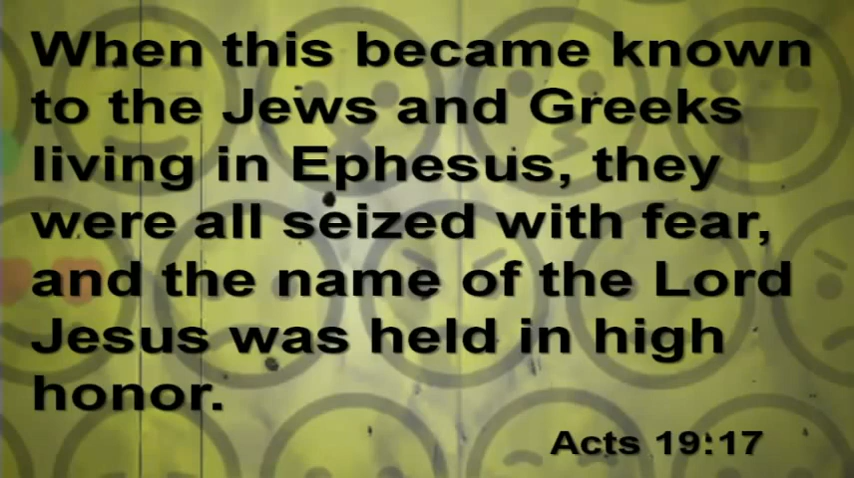 When this became known
to the Jews and Greeks
living in Ephesus, they
were all seized with fear,
and the name of the Lord
Jesus was held in high
honor.
Acts 19:17